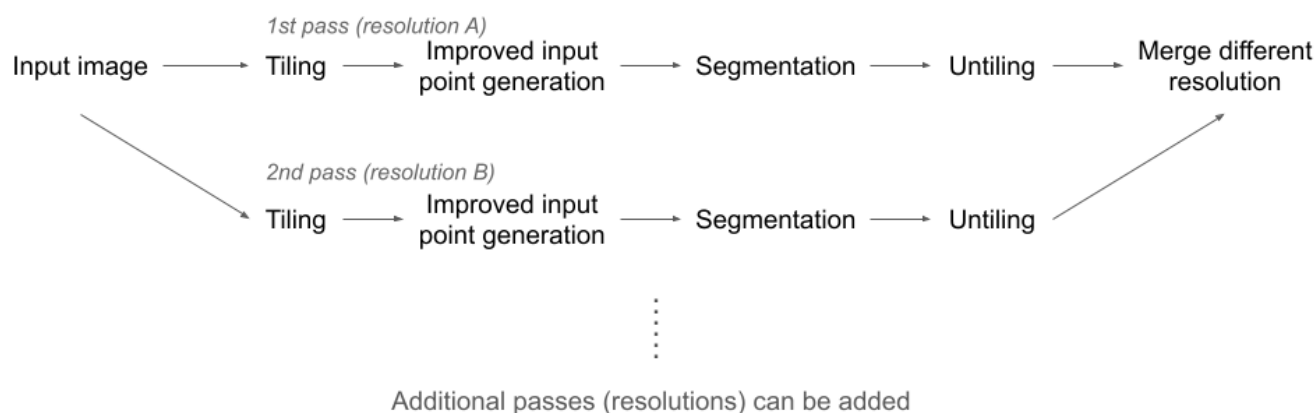 1st pass (resolution A)
Input image
Tiling
Improved input
point generation
Segmentation
Untiling
Merge different
resolution
2nd pass (resolution B)
Tiling
Improved input
point generation
Segmentation
Untiling
Additional passes (resolutions) can be added